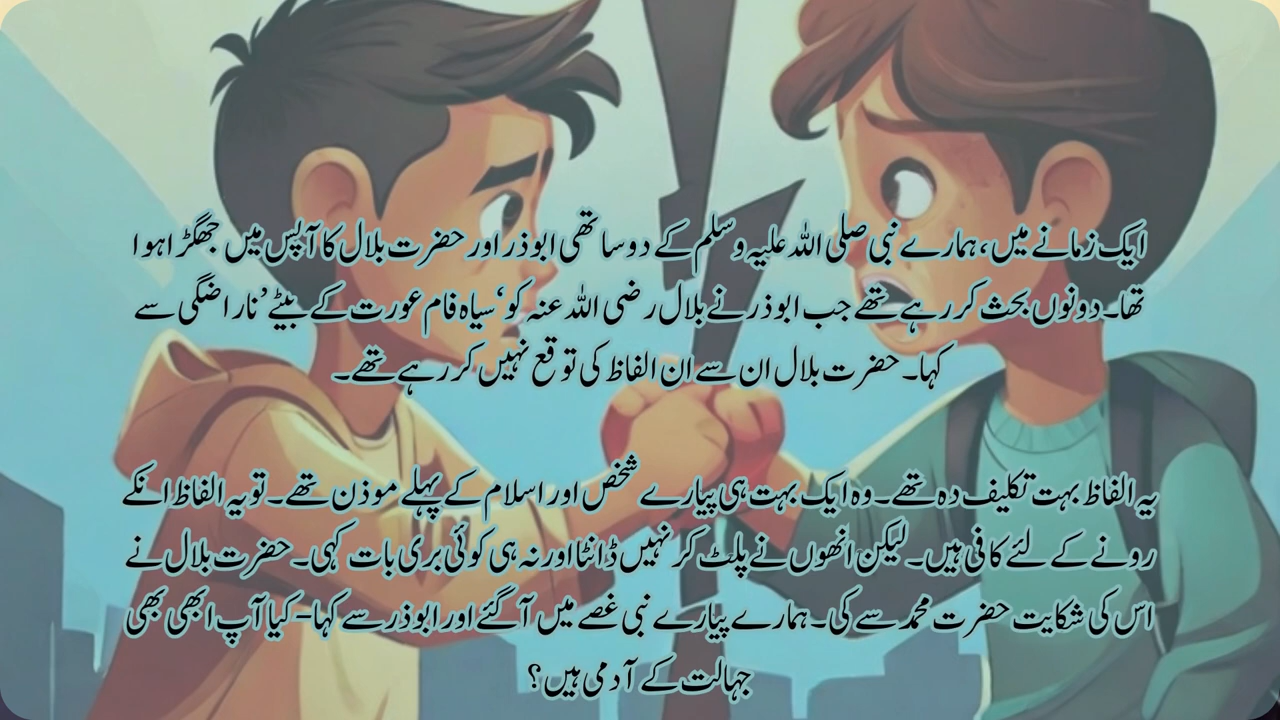 ایک زمانے میں، ہمارے نبی صلی اللہ علیہ وسلم کے دو ساتھی ابوذر اور حضرت بلال کا آپس میں جھگڑا ہوا
تھا۔ دونوں بحث کر رہے تھے جب ابوذر نے بلال رضی اللہ عنہ کو ‘سیاہ فام عورت کے بیٹے’ ناراضگی سے
کہا۔ حضرت بلال ان سے ان الفاظ کی توقع نہیں کر رہے تھے۔
یہ الفاظ بہت تکلیف دہ تھے۔ وہ ایک بہت ہی پیارے شخص اور اسلام کے پہلے موذن تھے۔ تو یہ الفاظ انکے
رونے کے لئے کافی ہیں۔ لیکن انھوں نے پلٹ کر نہیں ڈانٹا اور نہ ہی کوئی بری بات کہی۔ حضرت بلال نے
اس کی شکایت حضرت محمد سے کی۔ ہمارے پیارے نبی غصے میں آگئے اور ابوذر سے کہا- کیا آپ ابھی بھی
جہالت کے آدمی ہیں؟